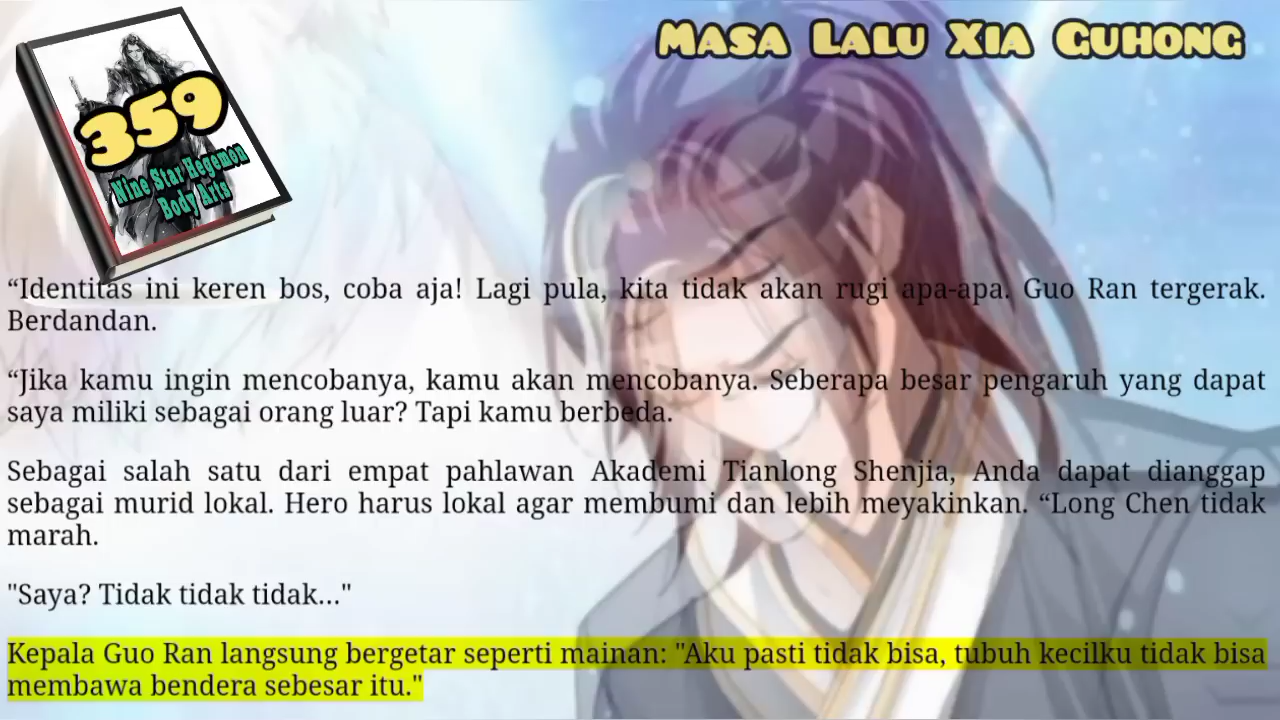 Masa Lalu Xia Guhong
359
Nine Star Hegemon
Body Arts
“Identitas ini keren bos, coba aja! Lagi pula, kita tidak akan rugi apa-apa. Guo Ran tergerak.
Berdandan.
“Jika kamu ingin mencobanya, kamu akan mencobanya. Seberapa besar pengaruh yang dapat
saya miliki sebagai orang luar? Tapi kamu berbeda.
Sebagai salah satu dari empat pahlawan Akademi Tianlong Shenjia, Anda dapat dianggap
sebagai murid lokal. Hero harus lokal agar membumi dan lebih meyakinkan. “Long Chen tidak
marah.
"Saya? Tidak tidak tidak..."
Kepala Guo Ran langsung bergetar seperti mainan: "Aku pasti tidak bisa, tubuh kecilku tidak bisa
membawa bendera sebesar itu."